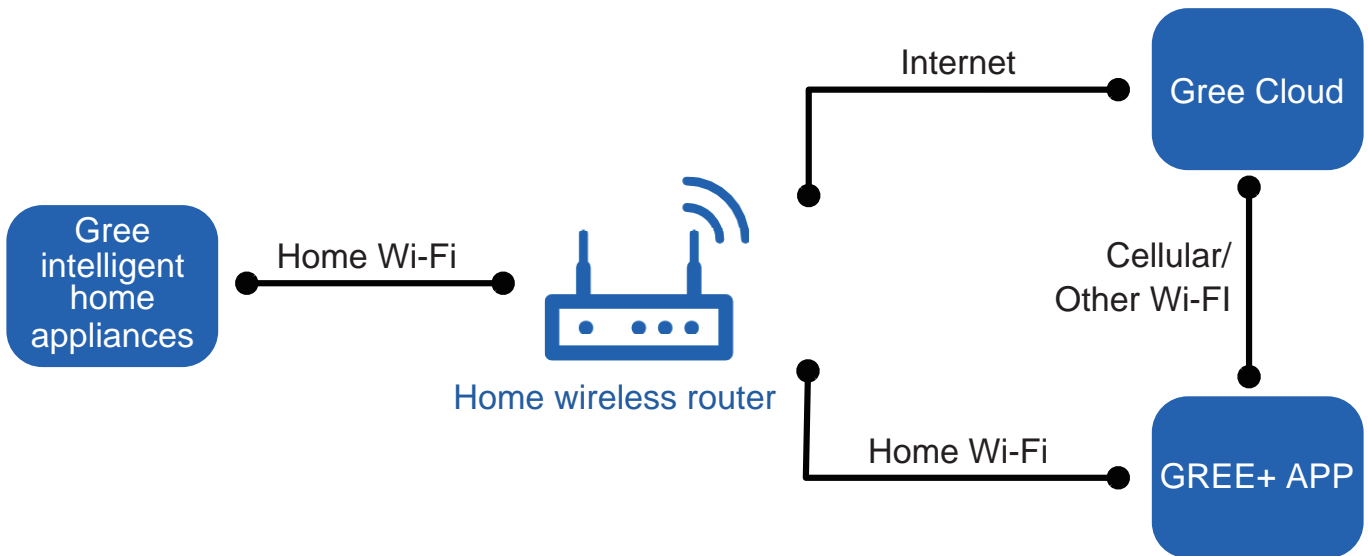 Internet
Gree Cloud
Gree
intelligent
home
appliances
Home Wi-Fi
Cellular/
Other Wi-FI
Home wireless router
Home Wi-Fi
GREE+ APP